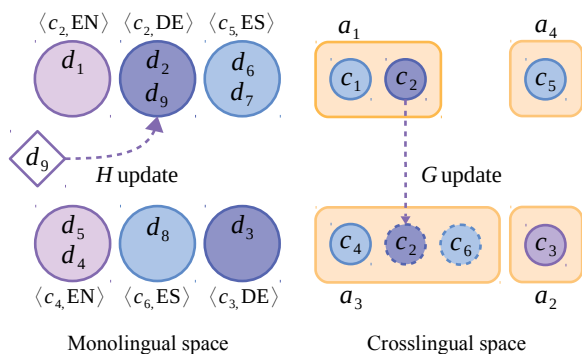 ⟨c₂,EN⟩ ⟨c₂,DE⟩ ⟨c₅,ES⟩
d₁
d₂
d₉
d₆
d₇
d₉
H update
d₅
d₄
d₈
d₃
⟨c₄,EN⟩ ⟨c₆,ES⟩ ⟨c₃,DE⟩
Monolingual space
a₁
a₄
c₁ c₂
c₅
G update
c₄ c₂ c₆
c₃
a₃
a₂
Crosslingual space